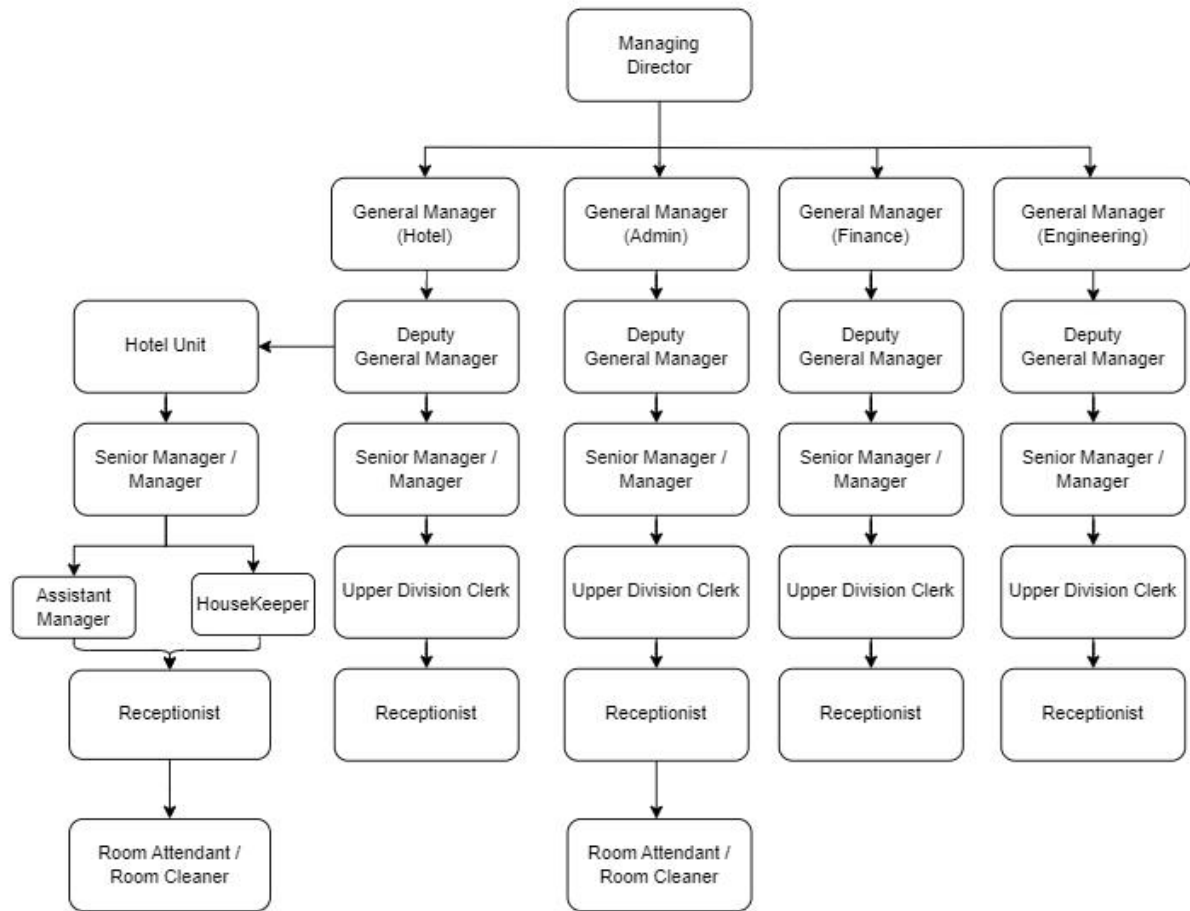 Managing
Director
General Manager
(Hotel)
General Manager
(Admin)
General Manager
(Finance)
General Manager
(Engineering)
Hotel Unit
Deputy
General Manager
Deputy
General Manager
Deputy
General Manager
Deputy
General Manager
Senior Manager /
Manager
Senior Manager /
Manager
Senior Manager /
Manager
Senior Manager /
Manager
Senior Manager /
Manager
Assistant
Manager
HouseKeeper
Upper Division Clerk
Upper Division Clerk
Upper Division Clerk
Upper Division Clerk
Receptionist
Receptionist
Receptionist
Receptionist
Receptionist
Room Attendant /
Room Cleaner
Room Attendant /
Room Cleaner